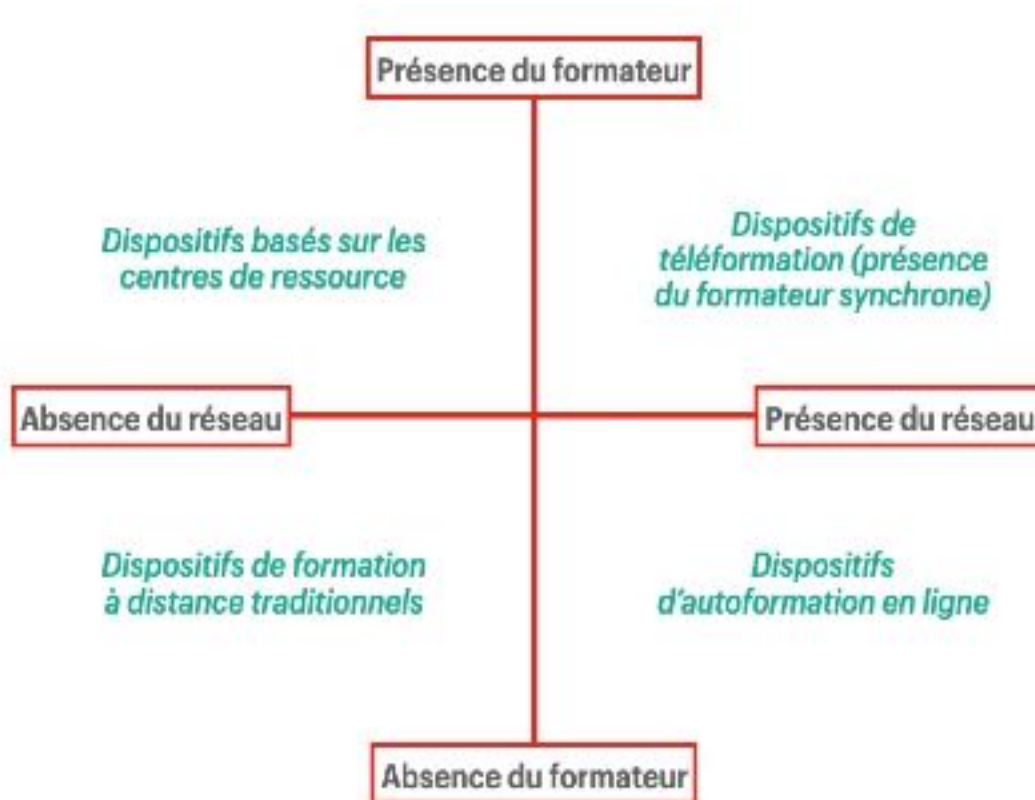 Présence du formateur
Dispositifs basés sur les
centres de ressource
Dispositifs de
téléformation (présence
du formateur synchrone)
Absence du réseau
Présence du réseau
Dispositifs de formation
à distance traditionnels
Dispositifs
d'autoformation en ligne
Absence du formateur